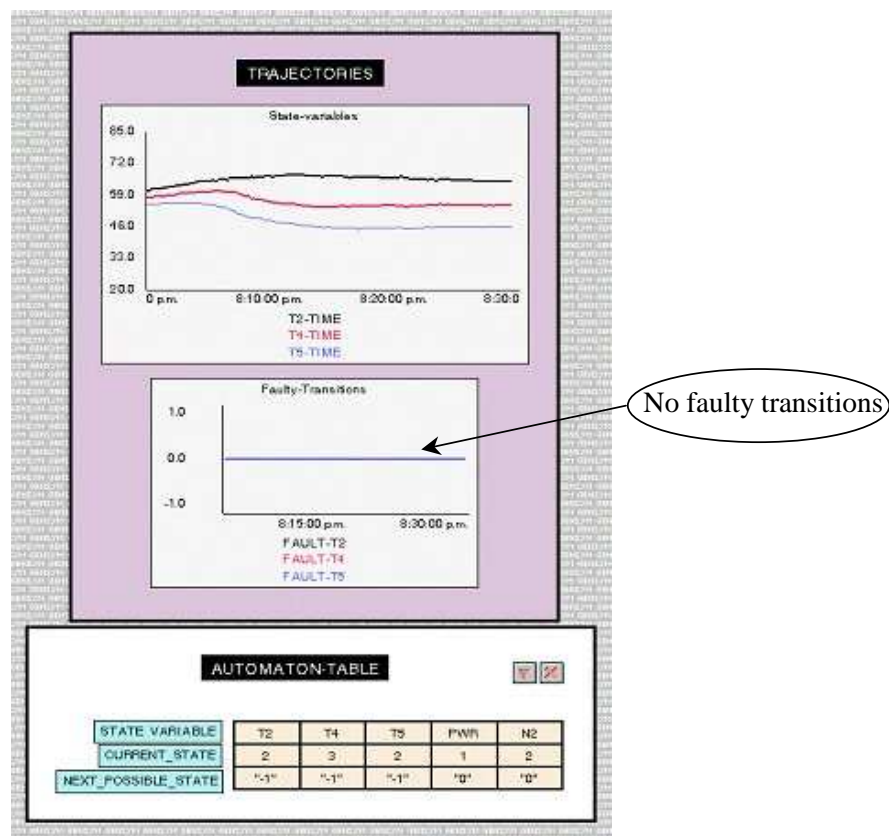 TRAJECTORIES
State-variables
85.0
72.0
59.0
46.0
33.0
20.0
0 p.m. 8:10:00 p.m. 8:20:00 p.m. 8:30:0
T2-TIME
T4-TIME
T5-TIME
Faulty-Transitions
1.0
0.0
-1.0
8:15:00 p.m. 8:30:00 p.m.
FAULT-T2
FAULT-T4
FAULT-T5
No faulty transitions
AUTOMATON-TABLE
STATE VARIABLE T2 T4 T5 PWR N2
CURRENT_STATE 2 3 2 1 2
NEXT_POSSIBLE_STATE "-1" "-1" "-1" "0" "0"